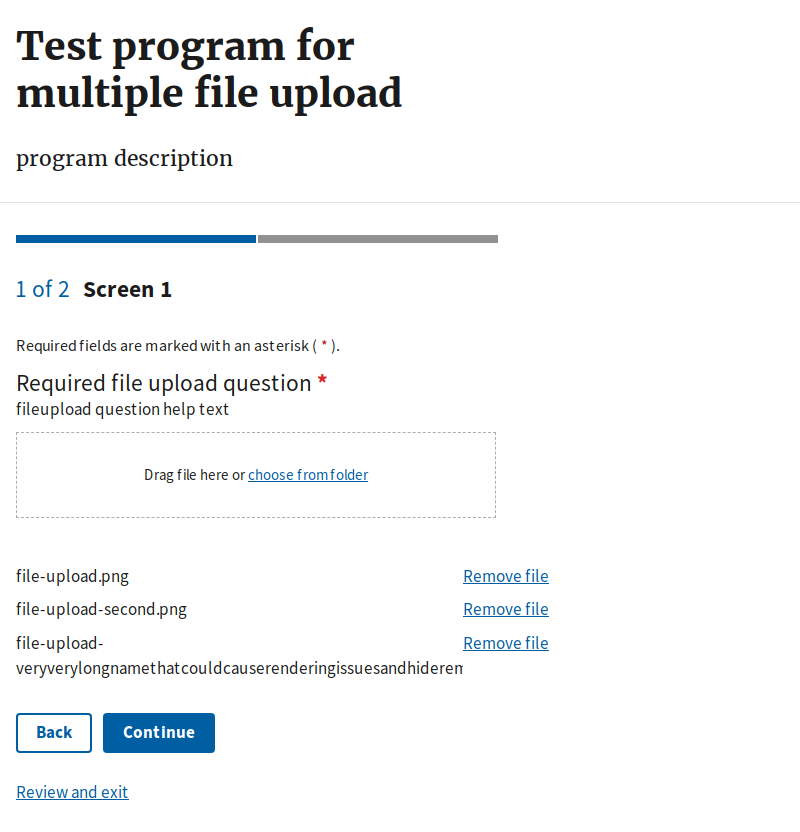 Test program for
multiple file upload
program description
1 of 2 Screen 1
Required fields are marked with an asterisk ( * ).
Required file upload question *
fileupload question help text
Drag file here or choose from folder
file-upload.png Remove file
file-upload-second.png Remove file
file-upload- Remove file
veryverylongnamethatcouldcauserenderingissuesandhiderem
Back Continue
Review and exit